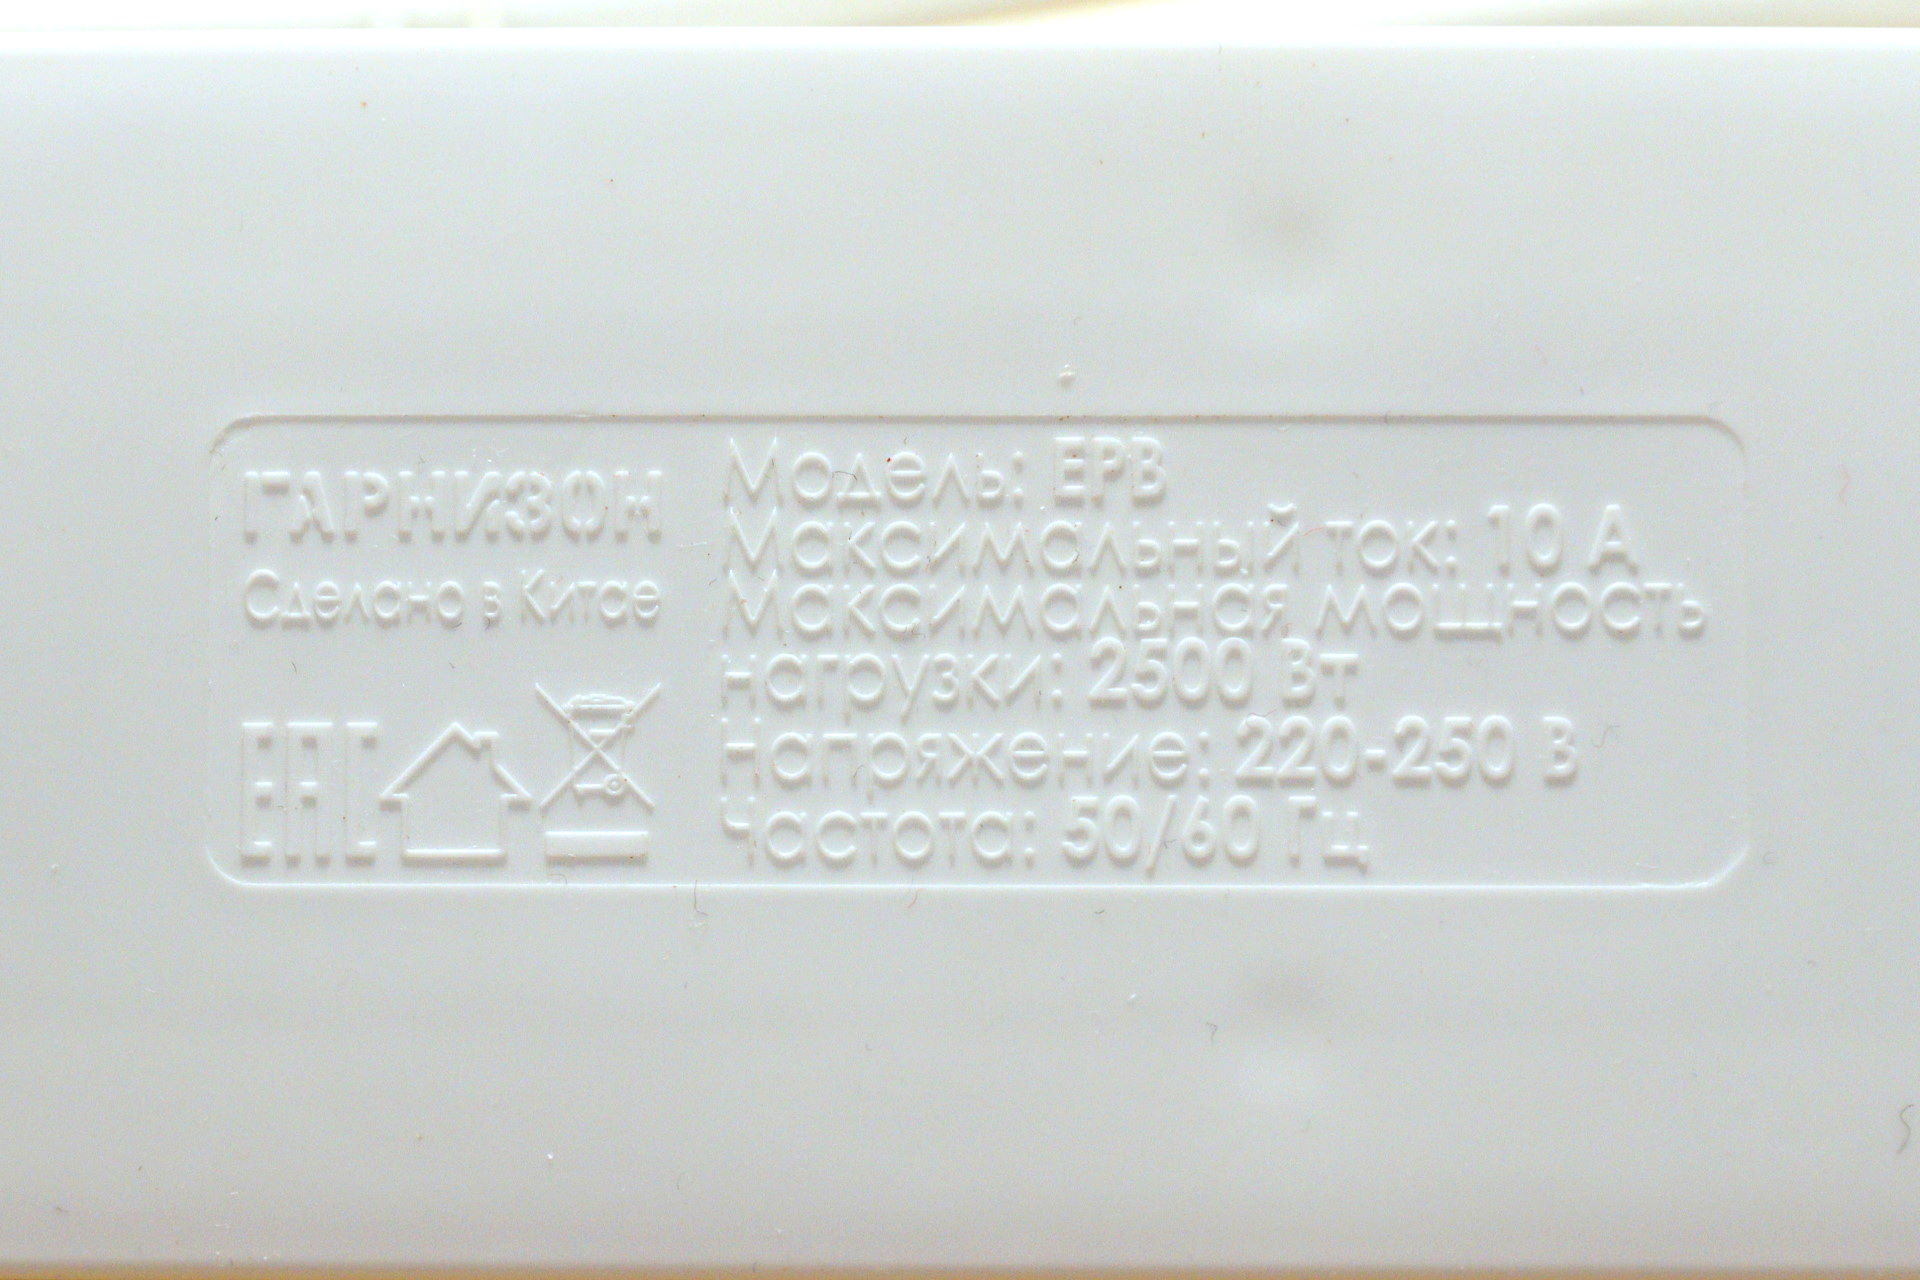 ГАРНИЗОН
Сделано в Китае
EAC
Модель: EPB
Максимальный ток: 10 А
Максимальная мощность
нагрузки: 2500 Вт
Напряжение: 220-250 В
Частота: 50/60 Гц